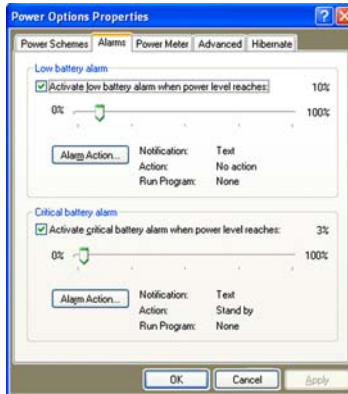 Power Options Properties
Power Schemes Alarms Power Meter Advanced Hibernate
Low battery alarm
Activate low battery alarm when power level reaches: 10%
0% 100%
Alarm Action... Notification: Text
Action: No action
Run Program: None
Critical battery alarm
Activate critical battery alarm when power level reaches: 3%
0% 100%
Alarm Action... Notification: Text
Action: Stand by
Run Program: None
OK Cancel Apply